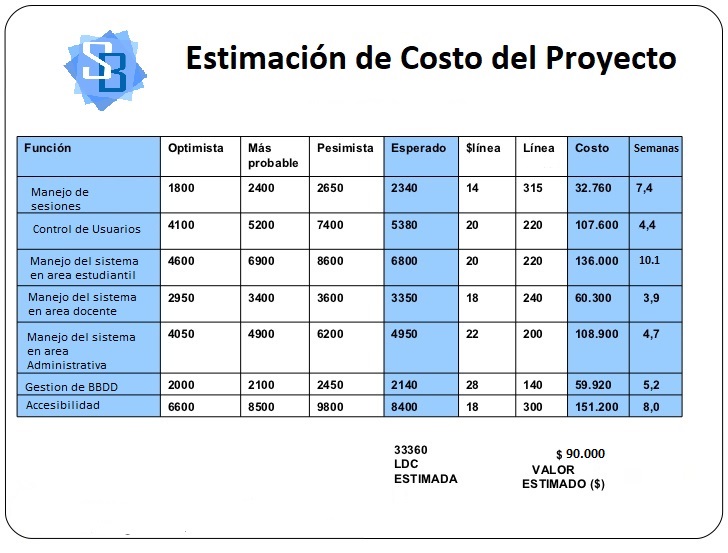 SB
Estimación de Costo del Proyecto
Función Optimista Más probable Pesimista Esperado $línea Línea Costo Semanas
Manejo de sesiones 1800 2400 2650 2340 14 315 32.760 7,4
Control de Usuarios 4100 5200 7400 5380 20 220 107.600 4,4
Manejo del sistema en area estudiantil 4600 6900 8600 6800 20 220 136.000 10.1
Manejo del sistema en area docente 2950 3400 3600 3350 18 240 60.300 3,9
Manejo del sistema en area Administrativa 4050 4900 6200 4950 22 200 108.900 4,7
Gestion de BBDD 2000 2100 2450 2140 28 140 59.920 5,2
Accesibilidad 6600 8500 9800 8400 18 300 151.200 8,0
33360
LDC
ESTIMADA
$ 90.000
VALOR
ESTIMADO ($)